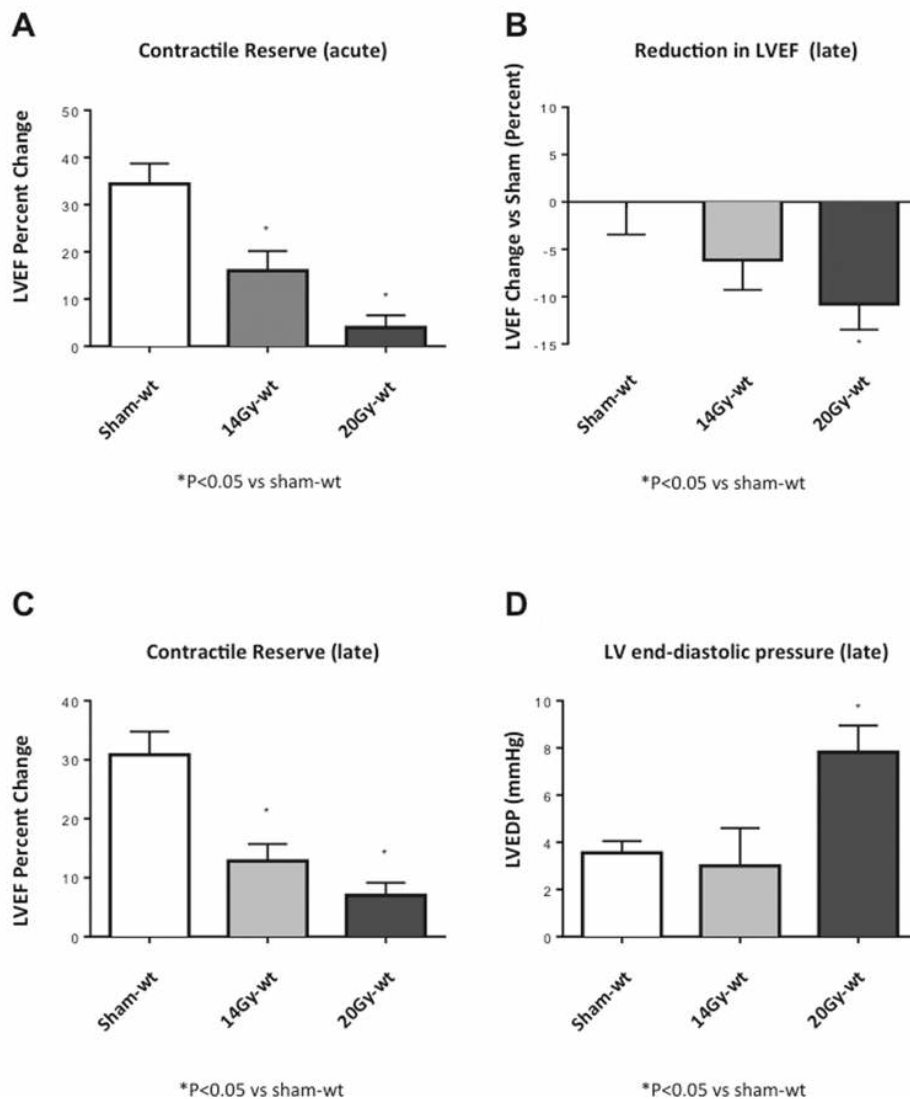 A
Contractile Reserve (acute)
LVEF Percent Change
50
40
30
20
10
0
*
*
Sham-wt
14Gy-wt
20Gy-wt
*P<0.05 vs sham-wt
B
Reduction in LVEF (late)
LVEF Change vs Sham (Percent)
10
5
0
-5
-10
-15
*
Sham-wt
14Gy-wt
20Gy-wt
*P<0.05 vs sham-wt
C
Contractile Reserve (late)
LVEF Percent Change
40
30
20
10
0
*
*
Sham-wt
14Gy-wt
20Gy-wt
*P<0.05 vs sham-wt
D
LV end-diastolic pressure (late)
LVEDP (mmHg)
10
8
6
4
2
0
*
Sham-wt
14Gy-wt
20Gy-wt
*P<0.05 vs sham-wt